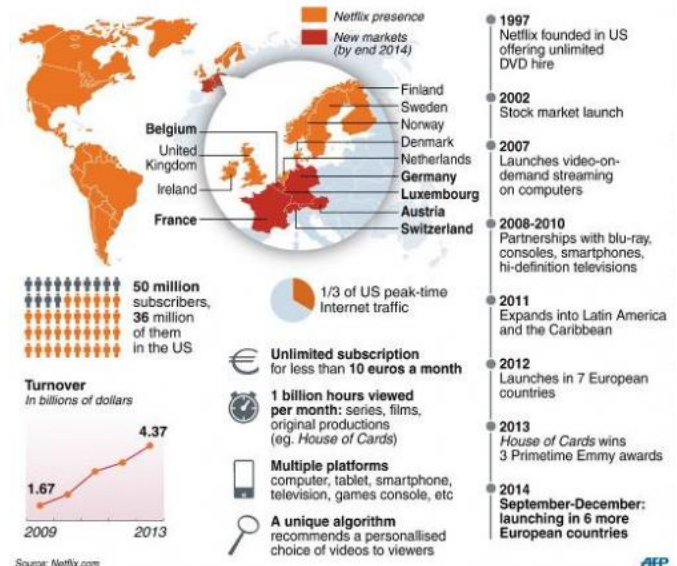 Netflix presence
New markets
(by end 2014)
Finland
Sweden
Norway
Denmark
Netherlands
Germany
Luxembourg
Austria
Switzerland
Belgium
United
Kingdom
Ireland
France
50 million
subscribers,
36 million
of them
in the US
1/3 of US peak-time
Internet traffic
Turnover
In billions of dollars
4.37
1.67
2009
2013
Unlimited subscription
for less than 10 euros a month
1 billion hours viewed
per month: series, films,
original productions
(eg. House of Cards)
Multiple platforms
computer, tablet, smartphone,
television, games console, etc
A unique algorithm
recommends a personalised
choice of videos to viewers
1997
Netflix founded in US
offering unlimited
DVD hire
2002
Stock market launch
2007
Launches video-on-
demand streaming
on computers
2008-2010
Partnerships with blu-ray,
consoles, smartphones,
hi-definition televisions
2011
Expands into Latin America
and the Caribbean
2012
Launches in 7 European
countries
2013
House of Cards wins
3 Primetime Emmy awards
2014
September-December:
launching in 6 more
European countries
Source: Netflix.com
AFP